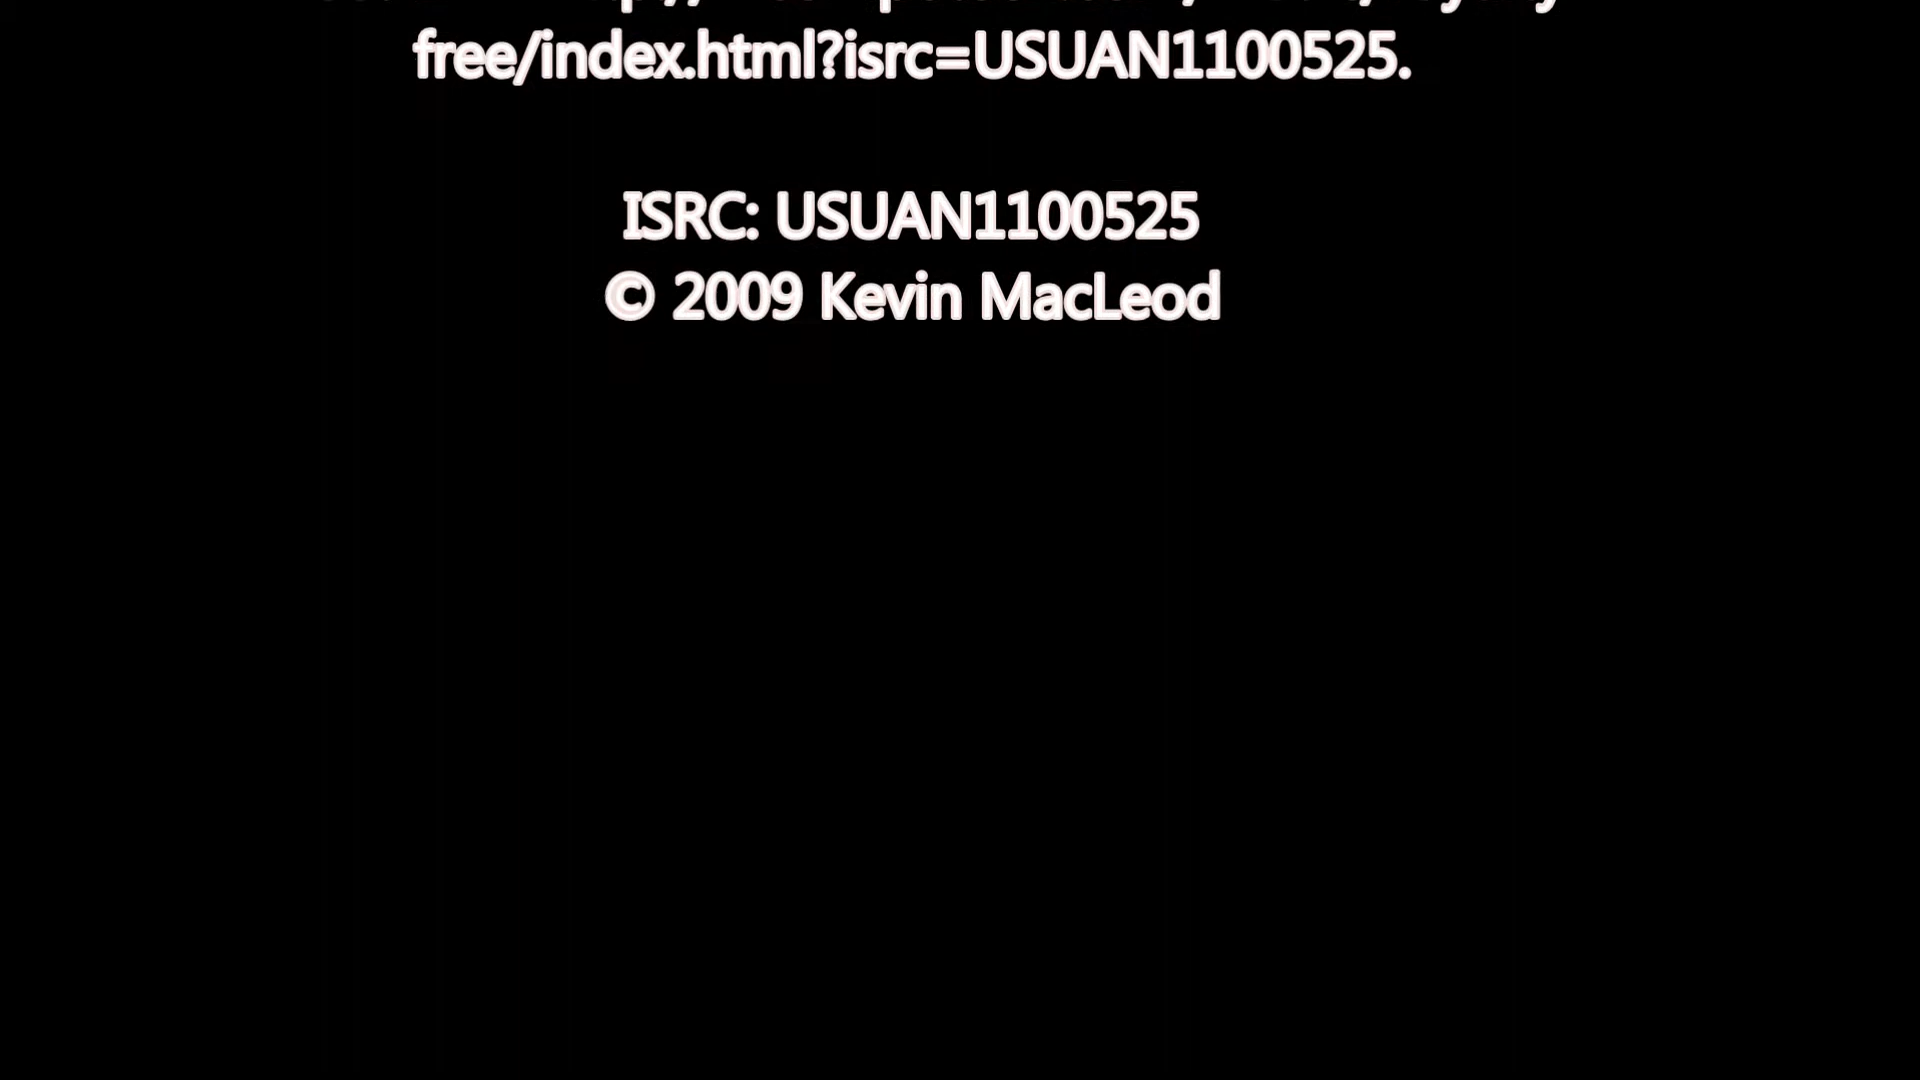 free/index.html?isrc=USUAN1100525.
ISRC: USUAN1100525
© 2009 Kevin MacLeod